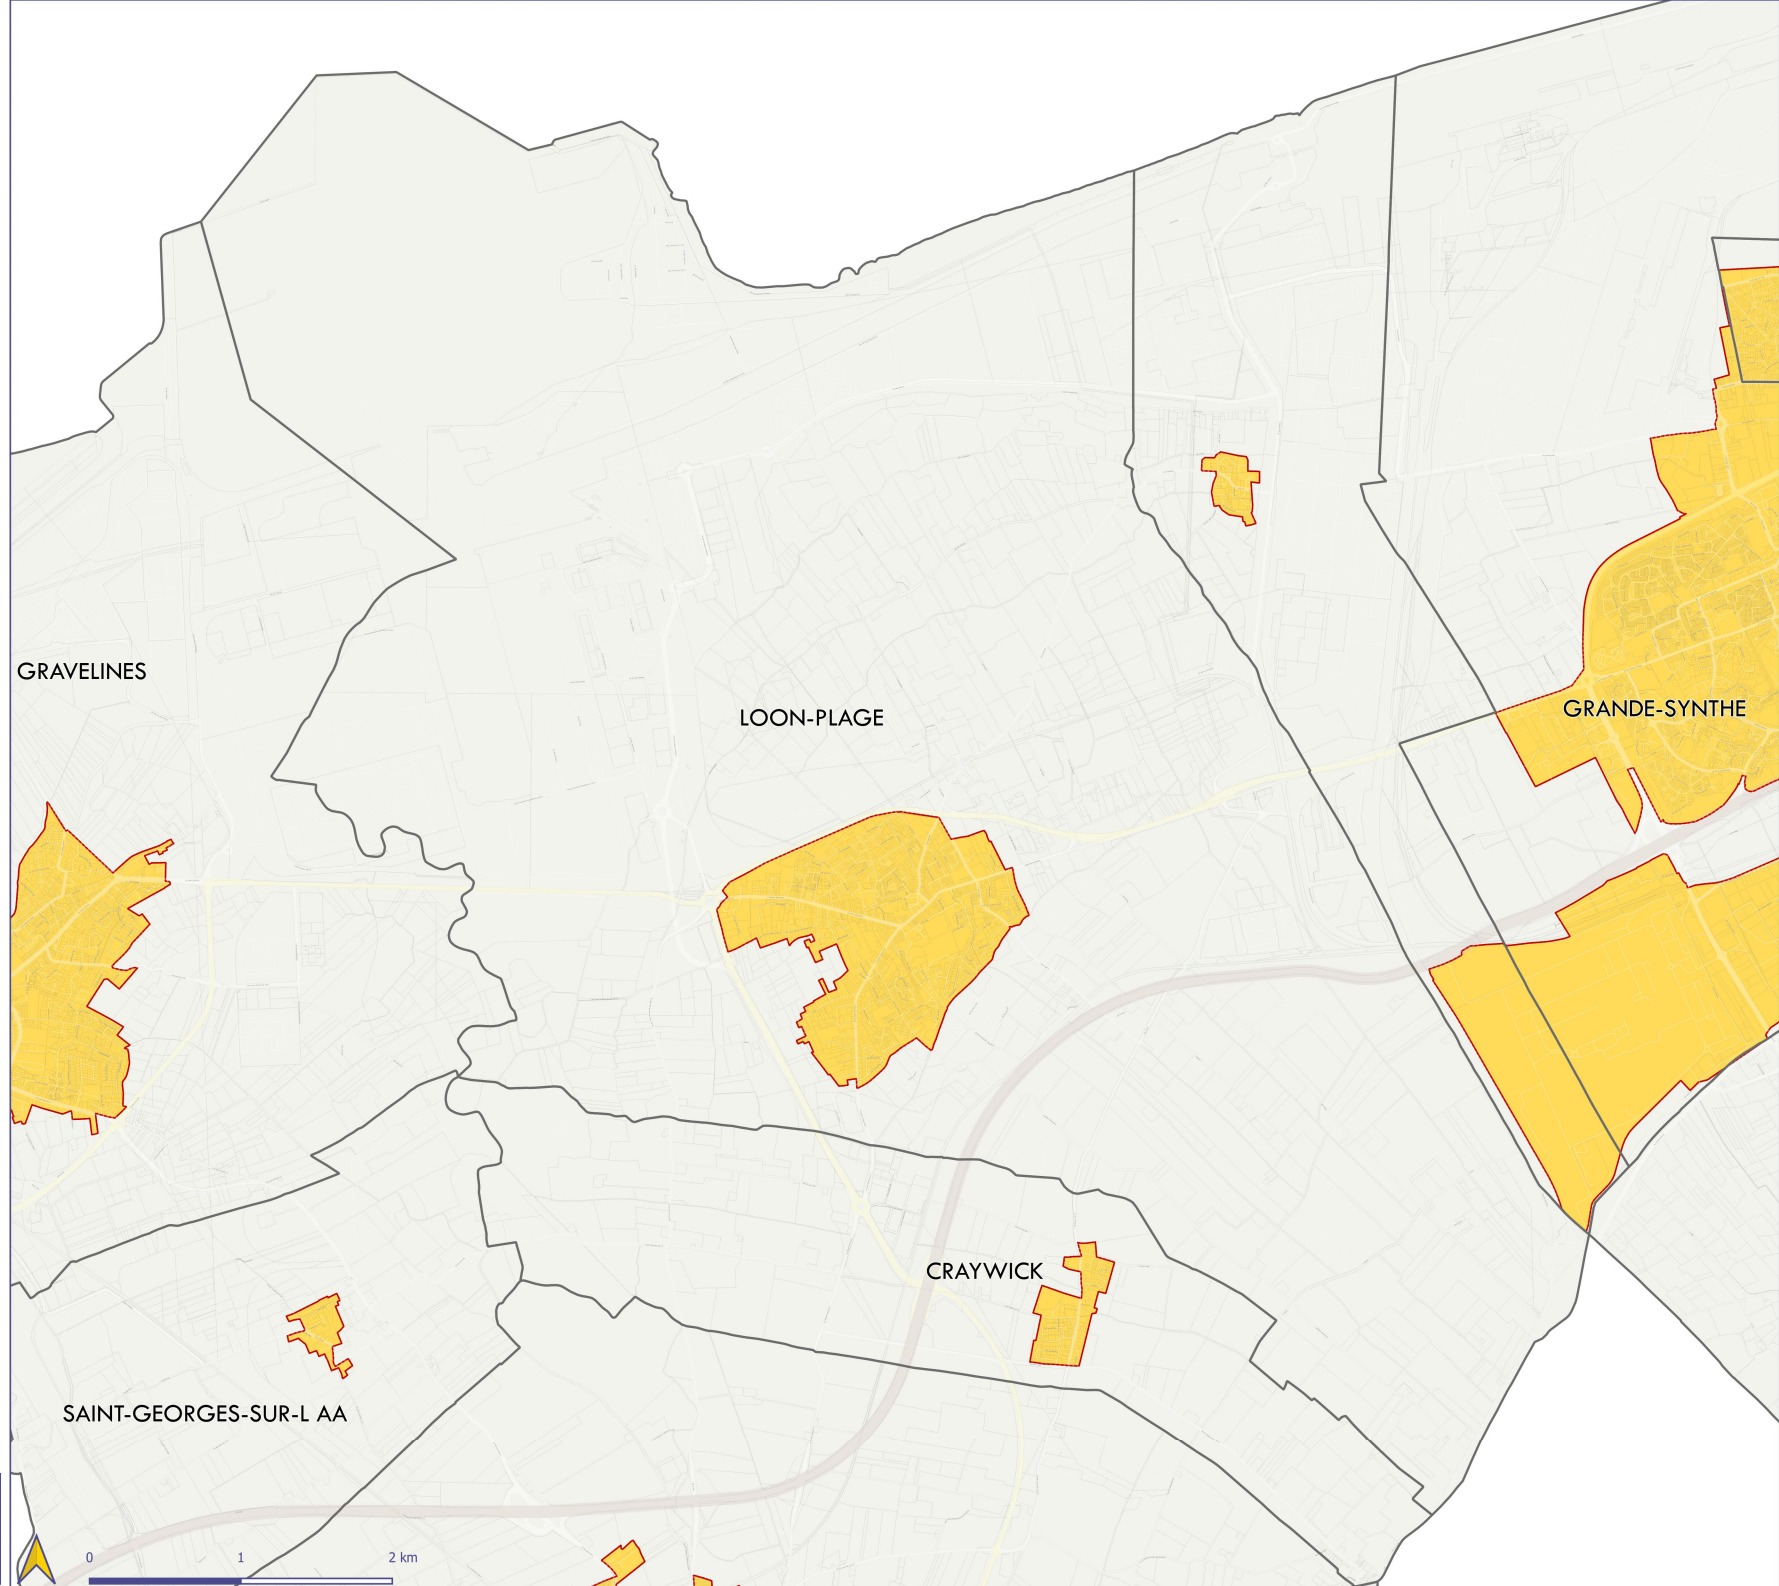 GRAVELINES
LOON-PLAGE
GRANDE-SYNTHE
CRAYWICK
SAINT-GEORGES-SUR-L AA
0 1 2 km